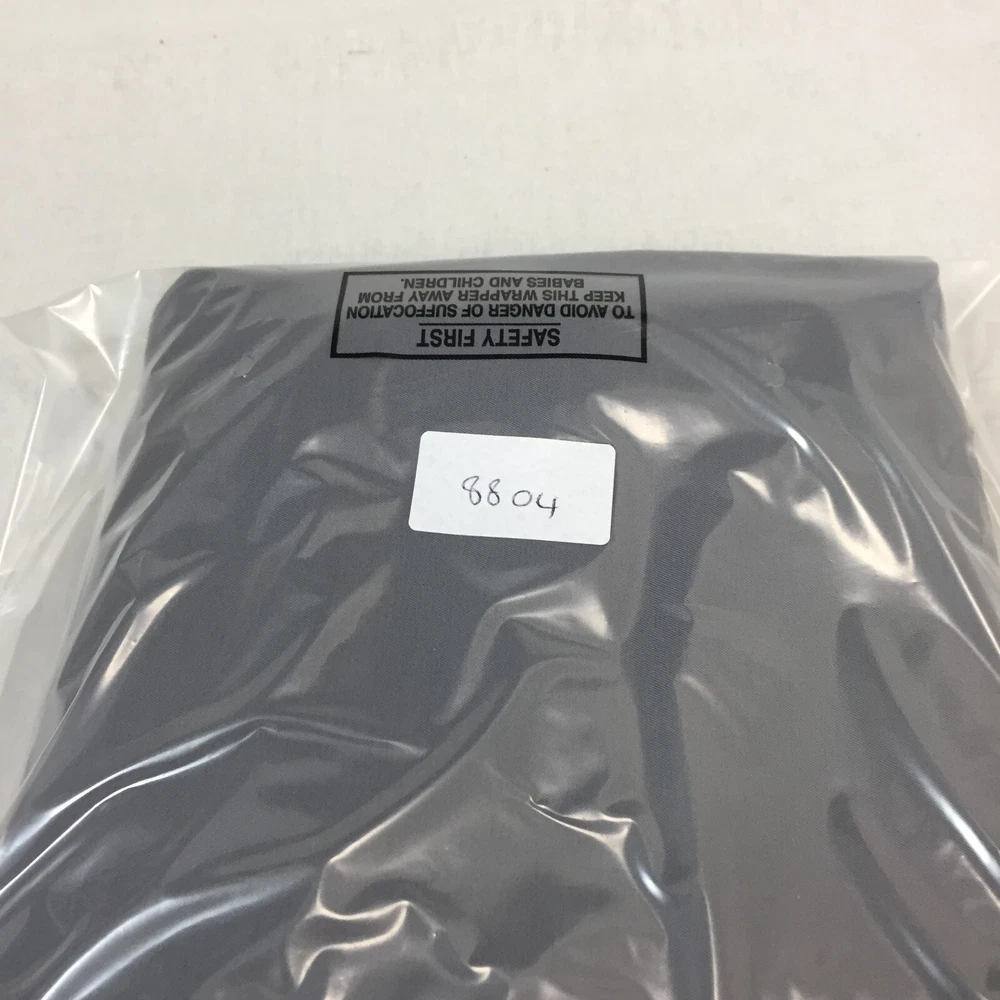 SAFETY FIRST
TO AVOID DANGER OF SUFFOCATION
KEEP THIS WRAPPER AWAY FROM
BABIES AND CHILDREN.
8804